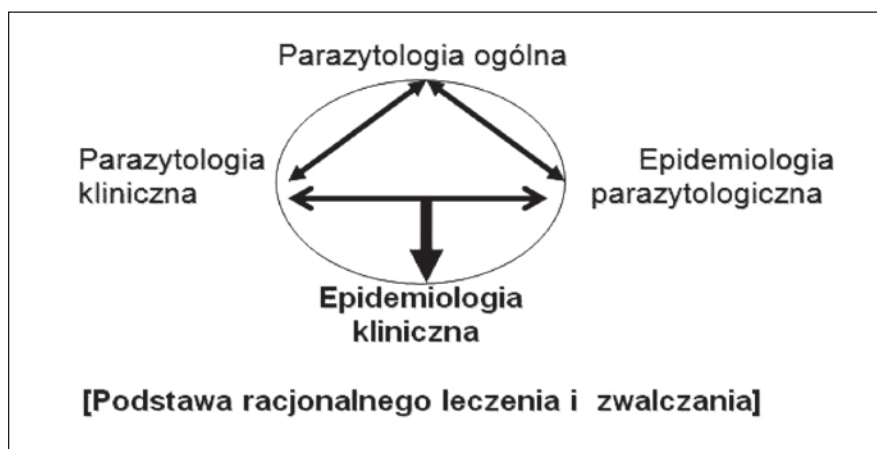 Parazytologia ogólna
Parazytologia
kliniczna
Epidemiologia
parazytologiczna
Epidemiologia
kliniczna
[Podstawa racjonalnego leczenia i zwalczania]